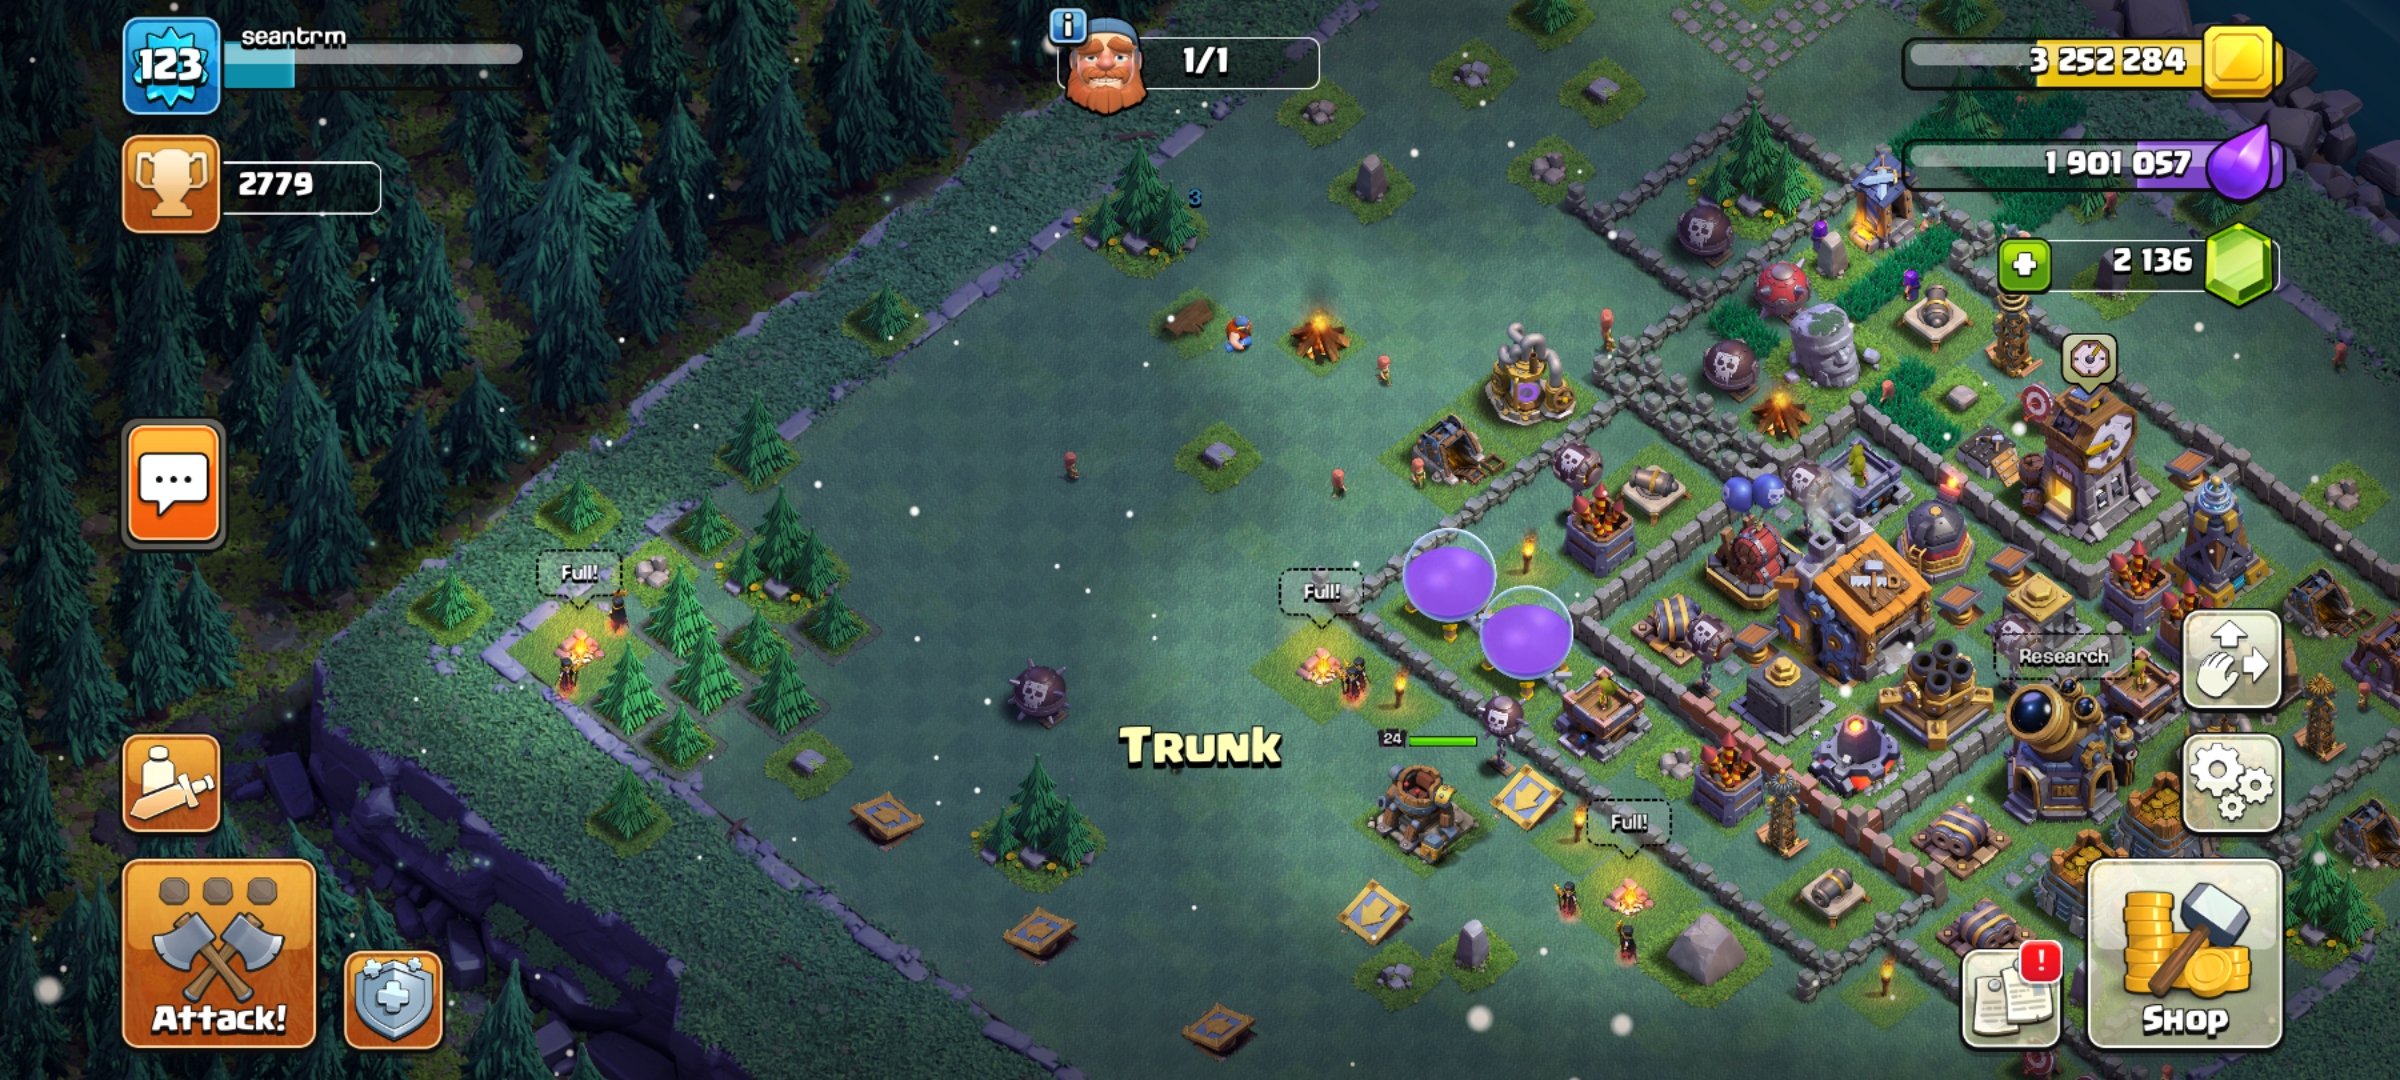 123
seantrm
1/1
3 252 284
2779
1 901 057
3
2 136
Full!
Full!
Research
Trunk
24
Full!
!
Attack!
Shop